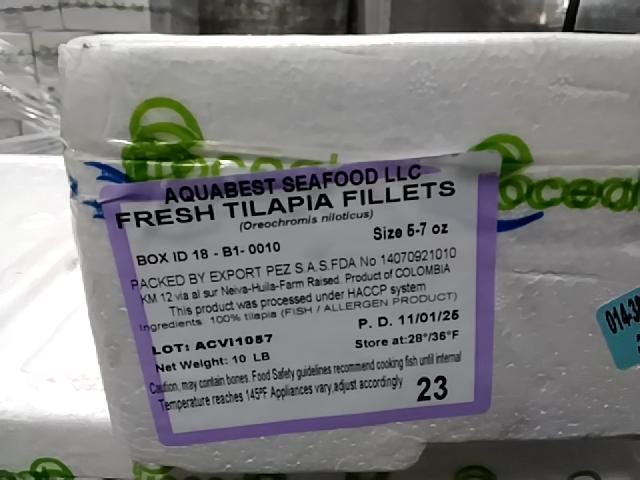 AQUABEST SEAFOOD LLC
FRESH TILAPIA FILLETS
(Oreochromis niloticus)
Size 5-7 oz
BOX ID 18 - B1- 0010
PACKED BY EXPORT PEZ S.A.S.FDA No 14070921010
KM 12 via al sur Neiva-Huila-Farm Raised. Product of COLOMBIA
This product was processed under HACCP system
Ingredients: 100% tilapia (FISH / ALLERGEN PRODUCT)
LOT: ACVI1057
P. D. 11/01/25
Net Weight: 10 LB
Store at:28°/36°F
Caution, may contain bones. Food Safety guidelines recommend cooking fish until internal
Temperature reaches 145ºF Appliances vary,adjust accordingly
23